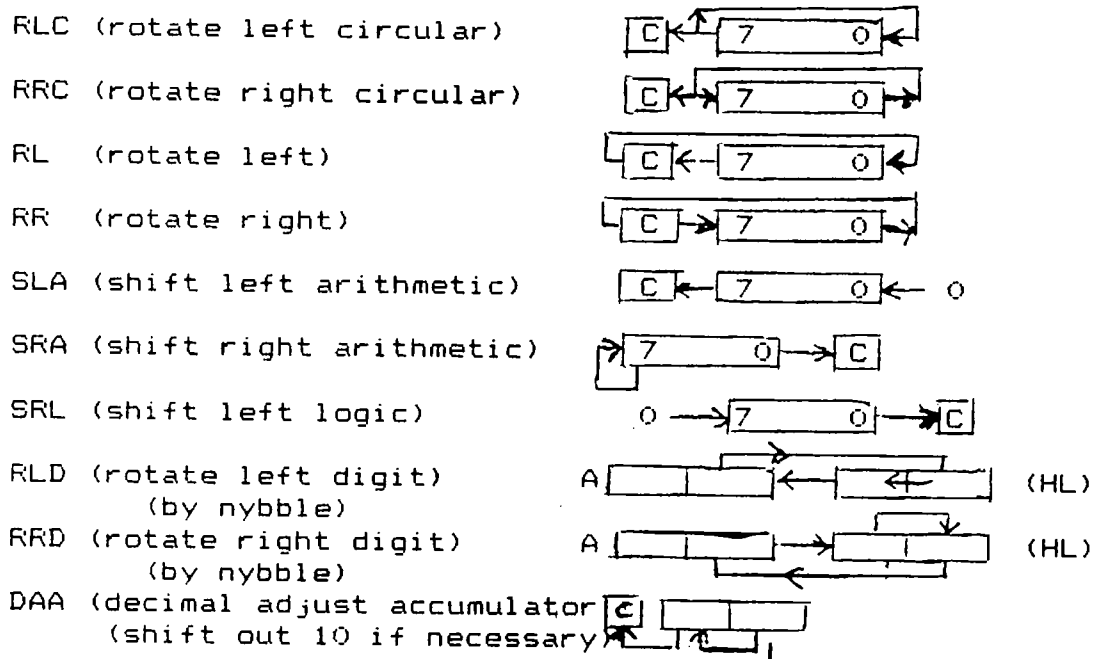 RLC (rotate left circular) C 7 0
RRC (rotate right circular) C 7 0
RL (rotate left) C 7 0
RR (rotate right) C 7 0
SLA (shift left arithmetic) C 7 0 0
SRA (shift right arithmetic) 7 0 C
SRL (shift left logic) 0 7 0 C
RLD (rotate left digit) A (HL)
(by nybble)
RRD (rotate right digit) A (HL)
(by nybble)
DAA (decimal adjust accumulator C
(shift out 10 if necessary)